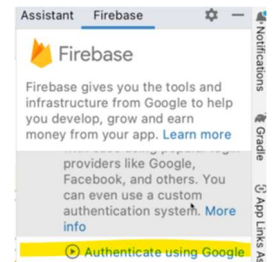 Assistant Firebase
Firebase
Firebase gives you the tools and
infrastructure from Google to help
you develop, grow and earn
money from your app. Learn more
providers like Google,
Facebook, and others. You
can even use a custom
authentication system. More
info
Authenticate using Google
Notifications
Gradle
App Links As